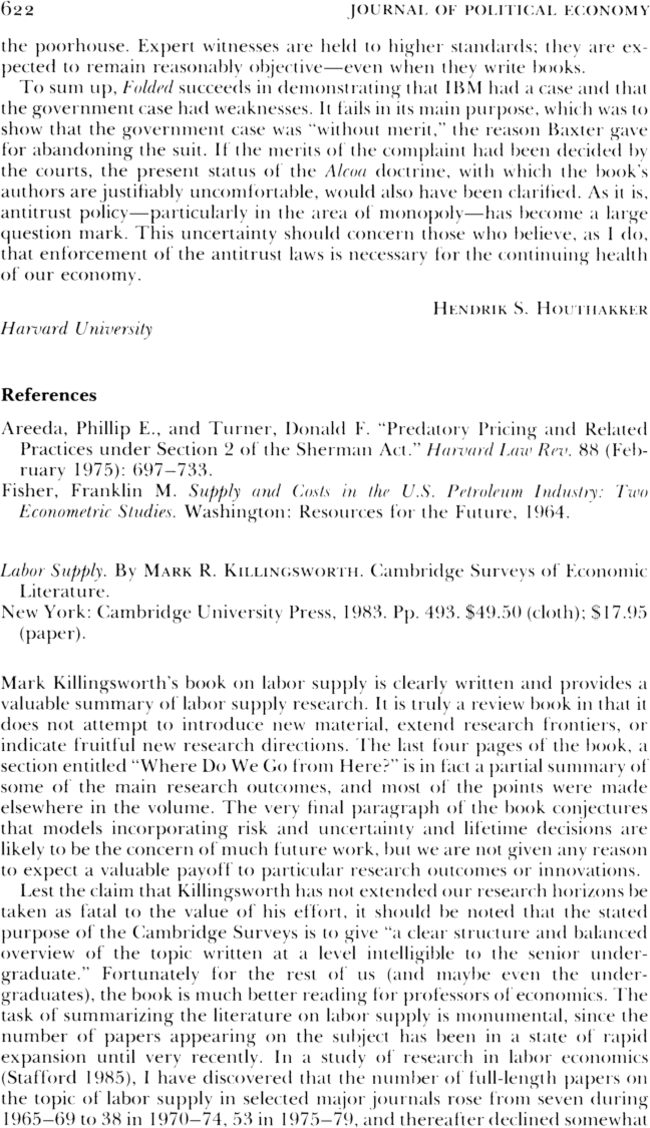 622 JOURNAL OF POLITICAL ECONOMY
the poorhouse. Expert witnesses are held to higher standards; they are ex-
pected to remain reasonably objective—even when they write books.
To sum up, Folded succeeds in demonstrating that IBM had a case and that
the government case had weaknesses. It fails in its main purpose, which was to
show that the government case was “without merit,” the reason Baxter gave
for abandoning the suit. If the merits of the complaint had been decided by
the courts, the present status of the Alcoa doctrine, with which the book’s
authors are justifiably uncomfortable, would also have been clarified. As it is,
antitrust policy—particularly in the area of monopoly—has become a large
question mark. This uncertainty should concern those who believe, as I do,
that enforcement of the antitrust laws is necessary for the continuing health
of our economy.
HENDRIK S. HOUTHAKKER
Harvard University
References
Areeda, Phillip E., and Turner, Donald F. “Predatory Pricing and Related
Practices under Section 2 of the Sherman Act.” Harvard Law Rev. 88 (Feb-
ruary 1975): 697–733.
Fisher, Franklin M. Supply and Costs in the U.S. Petroleum Industry: Two
Econometric Studies. Washington: Resources for the Future, 1964.
Labor Supply. By MARK R. KILLINGSWORTH. Cambridge Surveys of Economic
Literature.
New York: Cambridge University Press, 1983. Pp. 493. $49.50 (cloth); $17.95
(paper).
Mark Killingsworth’s book on labor supply is clearly written and provides a
valuable summary of labor supply research. It is truly a review book in that it
does not attempt to introduce new material, extend research frontiers, or
indicate fruitful new research directions. The last four pages of the book, a
section entitled “Where Do We Go from Here?” is in fact a partial summary of
some of the main research outcomes, and most of the points were made
elsewhere in the volume. The very final paragraph of the book conjectures
that models incorporating risk and uncertainty and lifetime decisions are
likely to be the concern of much future work, but we are not given any reason
to expect a valuable payoff to particular research outcomes or innovations.
Lest the claim that Killingsworth has not extended our research horizons be
taken as fatal to the value of his effort, it should be noted that the stated
purpose of the Cambridge Surveys is to give “a clear structure and balanced
overview of the topic written at a level intelligible to the senior under-
graduate.” Fortunately for the rest of us (and maybe even the under-
graduates), the book is much better reading for professors of economics. The
task of summarizing the literature on labor supply is monumental, since the
number of papers appearing on the subject has been in a state of rapid
expansion until very recently. In a study of research in labor economics
(Stafford 1985), I have discovered that the number of full-length papers on
the topic of labor supply in selected major journals rose from seven during
1965–69 to 38 in 1970–74, 53 in 1975–79, and thereafter declined somewhat